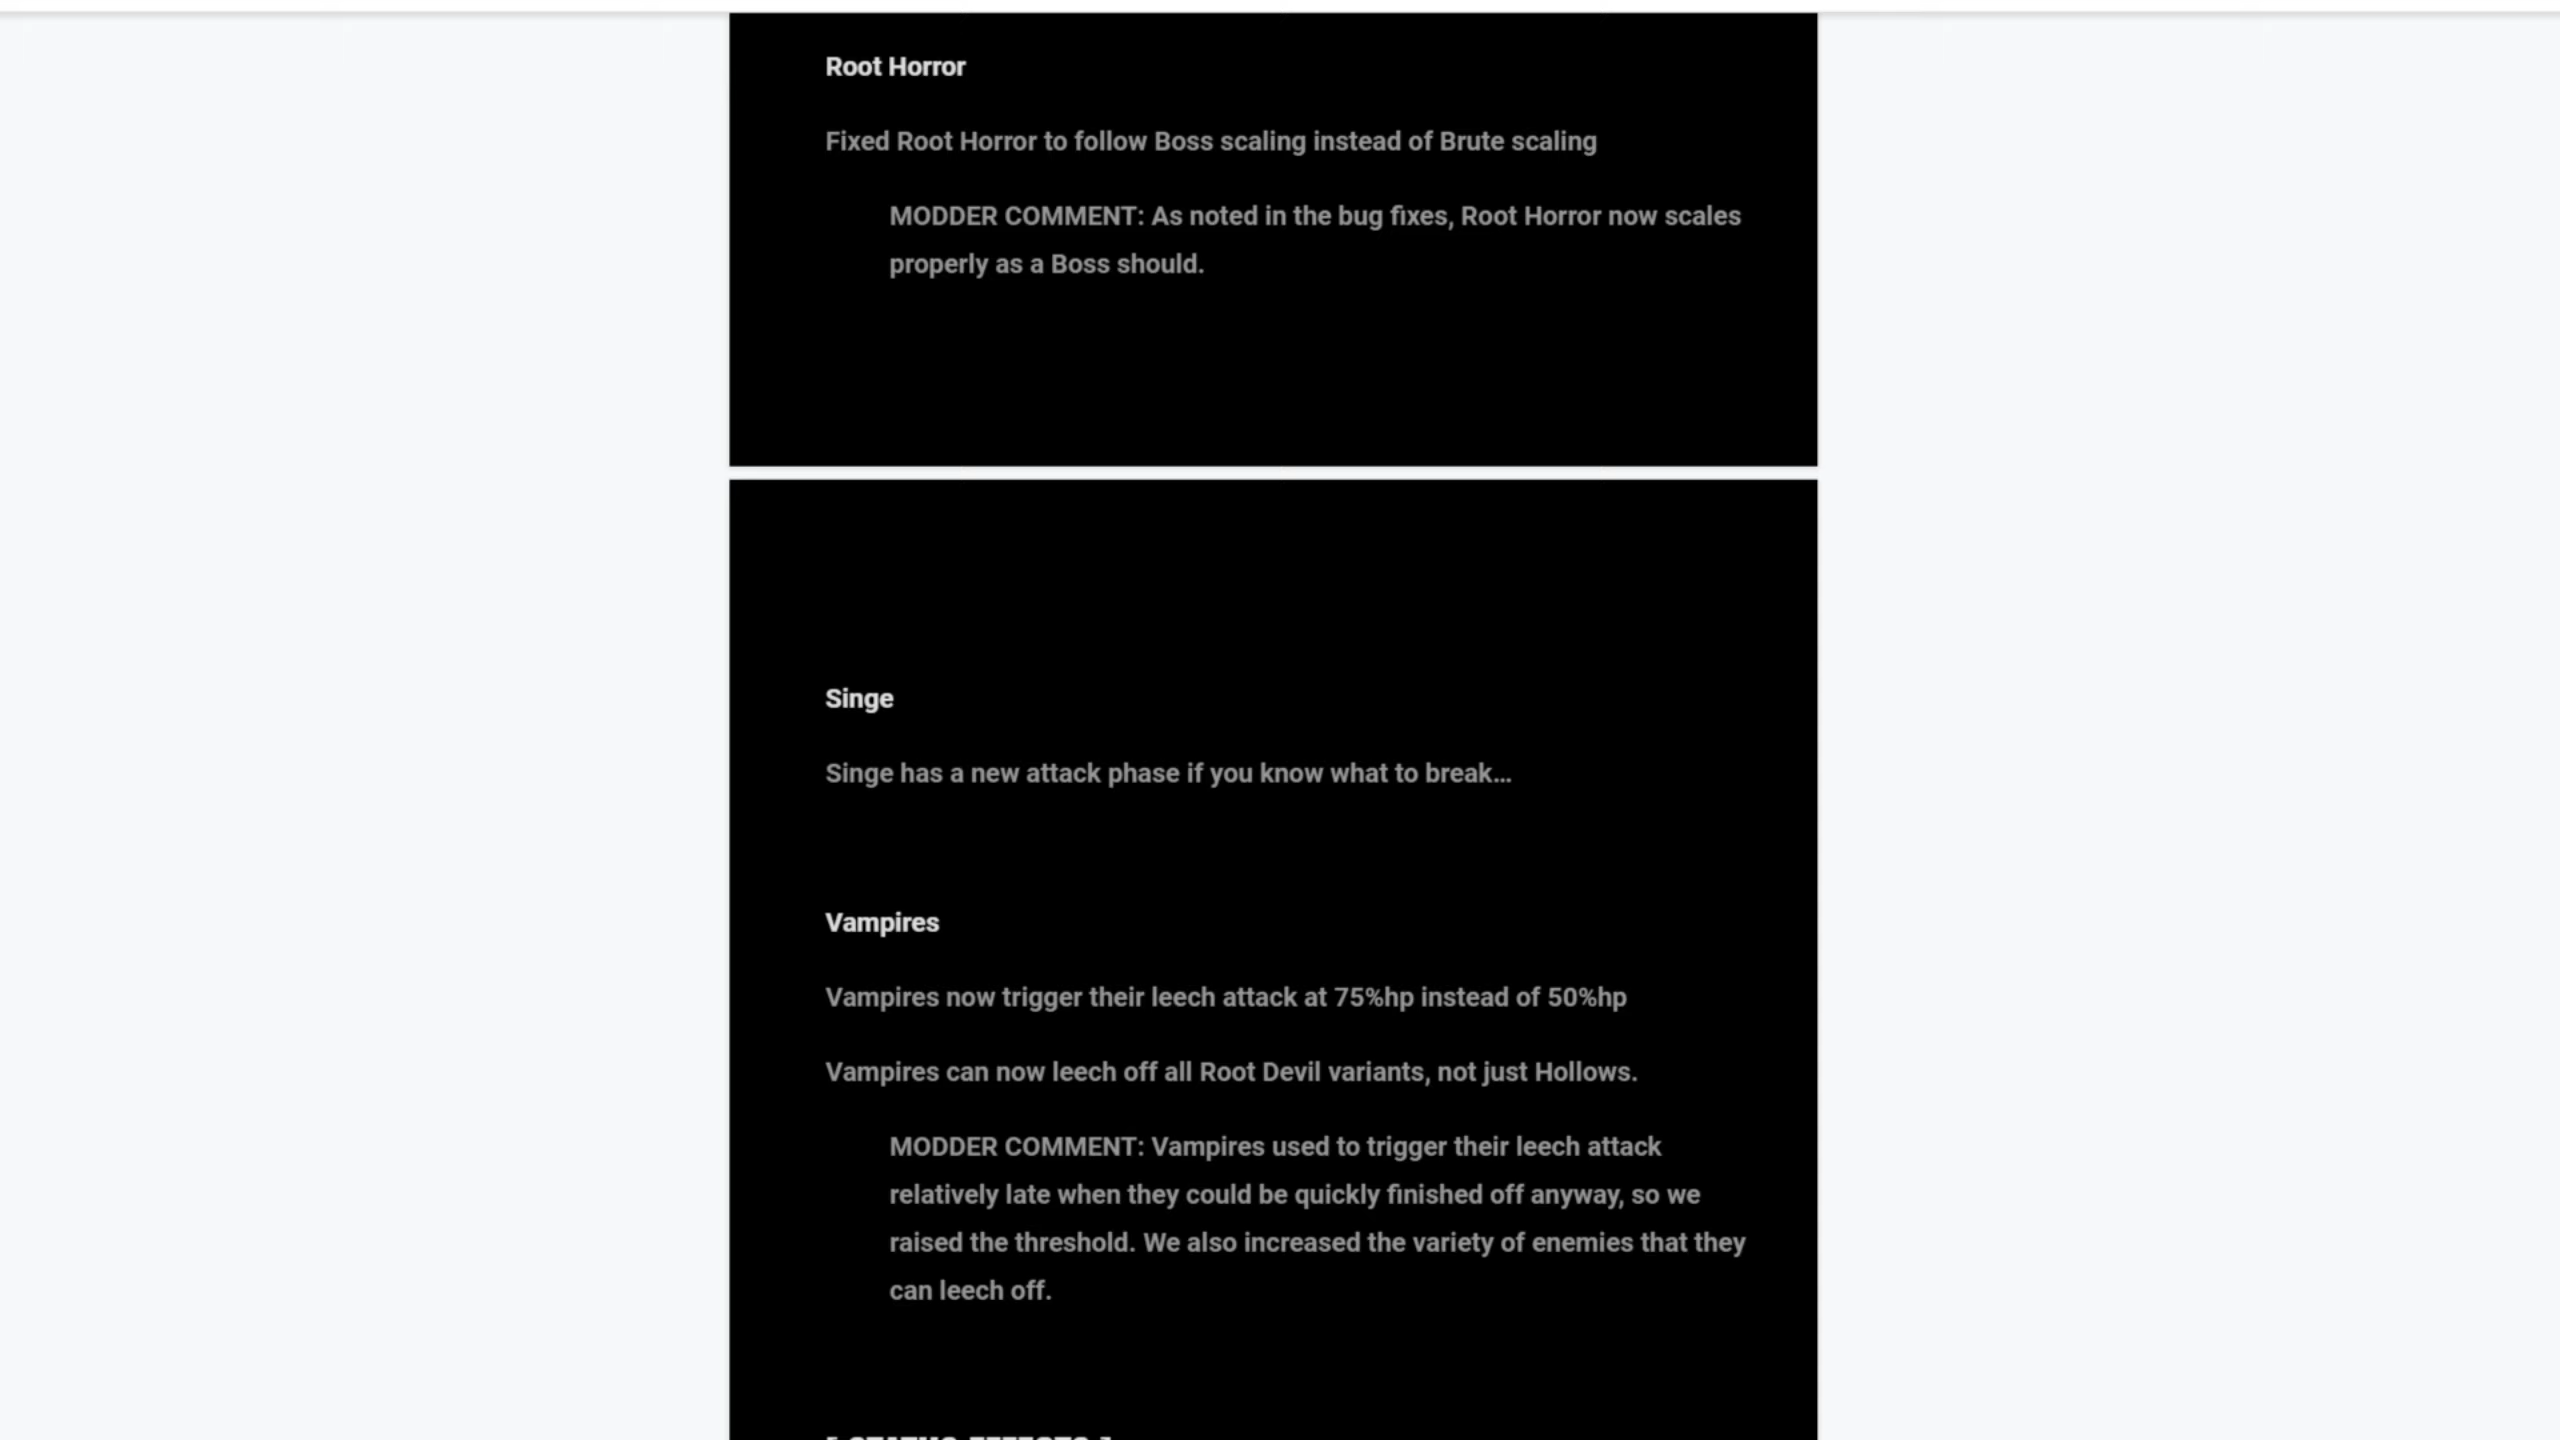 Root Horror
Fixed Root Horror to follow Boss scaling instead of Brute scaling
MODDER COMMENT: As noted in the bug fixes, Root Horror now scales
properly as a Boss should.
Singe
Singe has a new attack phase if you know what to break…
Vampires
Vampires now trigger their leech attack at 75%hp instead of 50%hp
Vampires can now leech off all Root Devil variants, not just Hollows.
MODDER COMMENT: Vampires used to trigger their leech attack
relatively late when they could be quickly finished off anyway, so we
raised the threshold. We also increased the variety of enemies that they
can leech off.